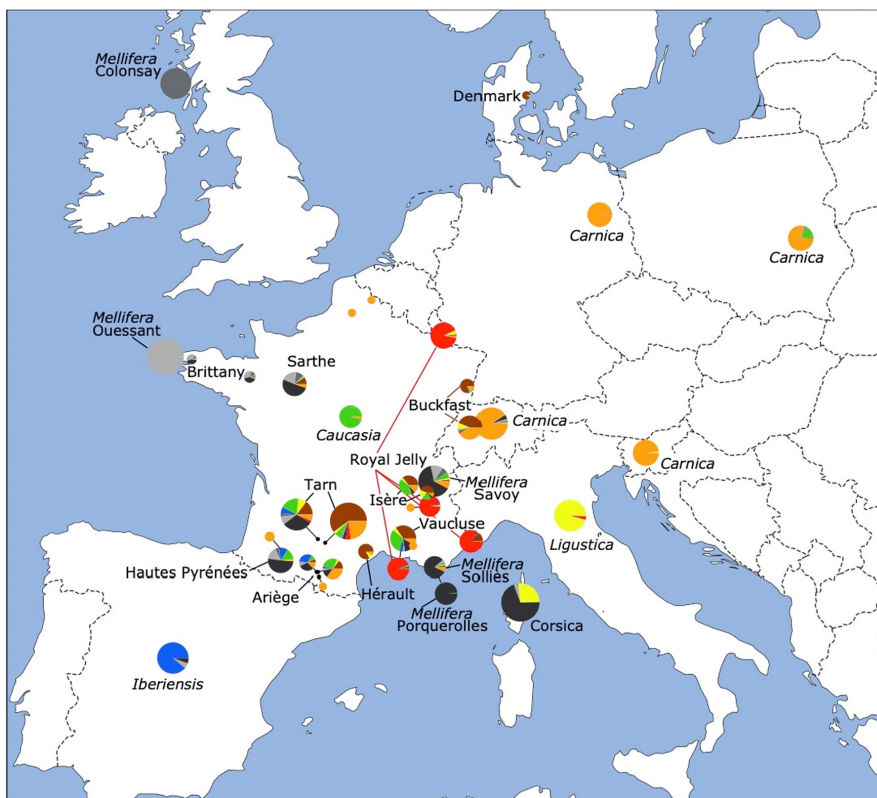 Mellifera
Colonsay
Denmark
Carnica
Carnica
Mellifera
Ouessant
Brittany
Sarthe
Buckfast
Caucasia
Carnica
Royal Jelly
Carnica
Mellifera
Savoy
Tarn
Isère
Vaucluse
Ligustica
Hautes Pyrénées
Mellifera
Sollies
Ariège
Hérault
Mellifera
Porquerolles
Corsica
Iberiensis